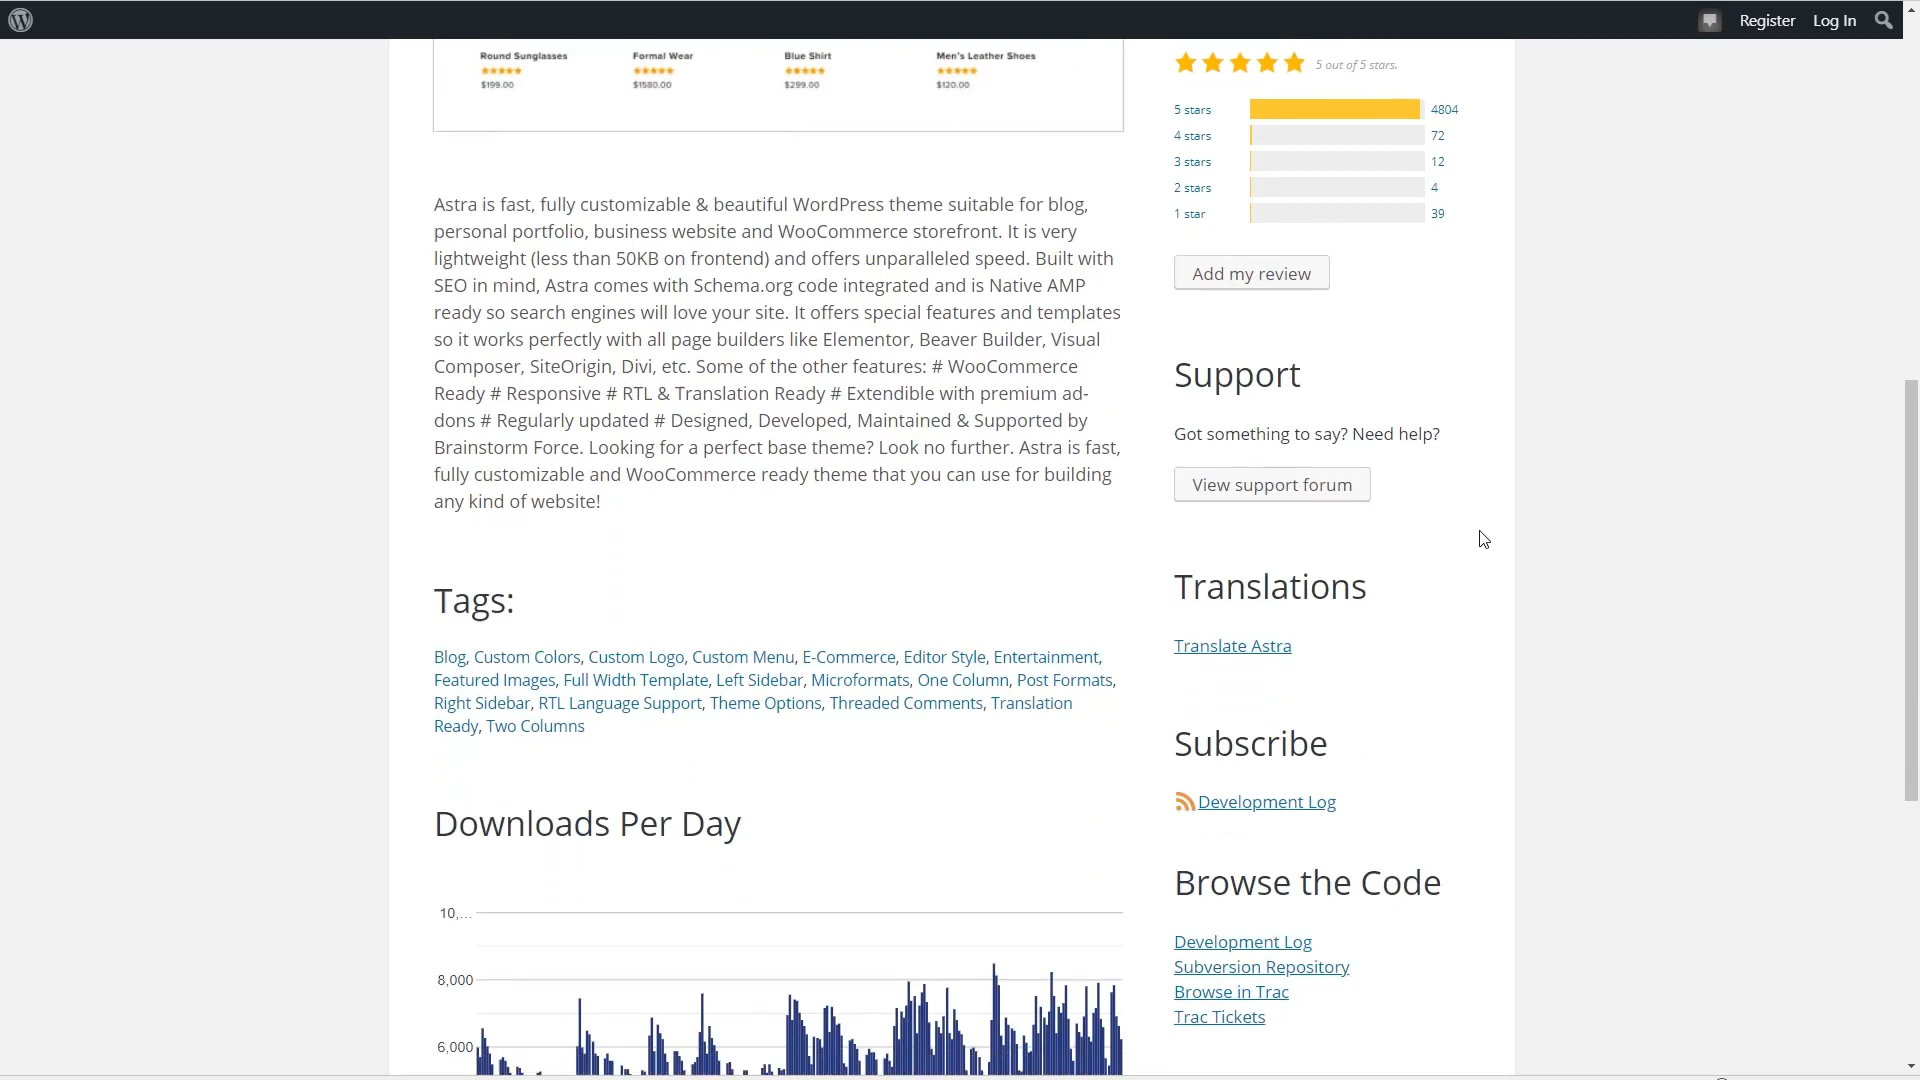 Register Log In
Round Sunglasses Formal Wear Blue Shirt Men's Leather Shoes
$199.00 $1580.00 $299.00 $120.00
Astra is fast, fully customizable & beautiful WordPress theme suitable for blog,
personal portfolio, business website and WooCommerce storefront. It is very
lightweight (less than 50KB on frontend) and offers unparalleled speed. Built with
SEO in mind, Astra comes with Schema.org code integrated and is Native AMP
ready so search engines will love your site. It offers special features and templates
so it works perfectly with all page builders like Elementor, Beaver Builder, Visual
Composer, SiteOrigin, Divi, etc. Some of the other features: # WooCommerce
Ready # Responsive # RTL & Translation Ready # Extendible with premium ad-
dons # Regularly updated # Designed, Developed, Maintained & Supported by
Brainstorm Force. Looking for a perfect base theme? Look no further. Astra is fast,
fully customizable and WooCommerce ready theme that you can use for building
any kind of website!
Tags:
Blog, Custom Colors, Custom Logo, Custom Menu, E-Commerce, Editor Style, Entertainment,
Featured Images, Full Width Template, Left Sidebar, Microformats, One Column, Post Formats,
Right Sidebar, RTL Language Support, Theme Options, Threaded Comments, Translation
Ready, Two Columns
Downloads Per Day
10,...
8,000
6,000
5 out of 5 stars.
5 stars 4804
4 stars 72
3 stars 12
2 stars 4
1 star 39
Add my review
Support
Got something to say? Need help?
View support forum
Translations
Translate Astra
Subscribe
Development Log
Browse the Code
Development Log
Subversion Repository
Browse in Trac
Trac Tickets